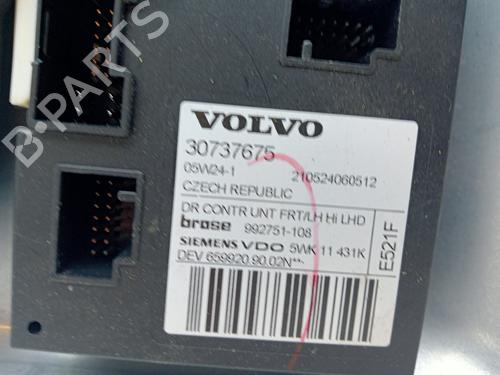 B-PARTS
VOLVO
30737675
05W24-1 210524060512
CZECH REPUBLIC
DR CONTR UNT FRT/LH Hi LHD
brose 992751-108
SIEMENS VDO 5WK 11 431K
DEV 659920.90.02N**-
E521F